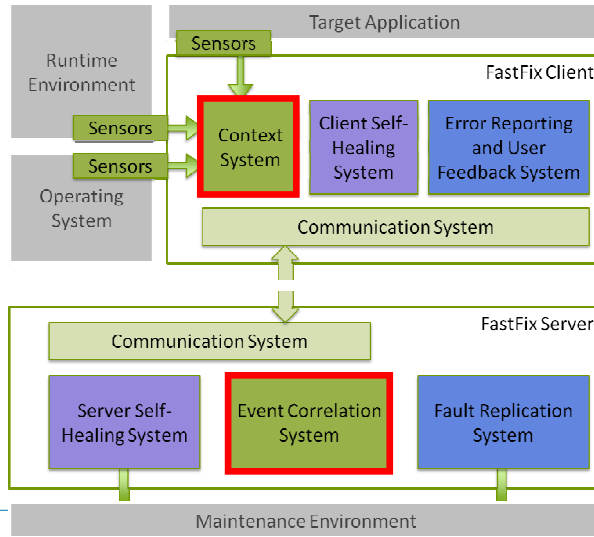 Target Application
Sensors
Runtime
Environment
FastFix Client
Sensors
Context
System
Client Self-
Healing
System
Error Reporting
and User
Feedback System
Sensors
Operating
System
Communication System
FastFix Server
Communication System
Server Self-
Healing System
Event Correlation
System
Fault Replication
System
Maintenance Environment